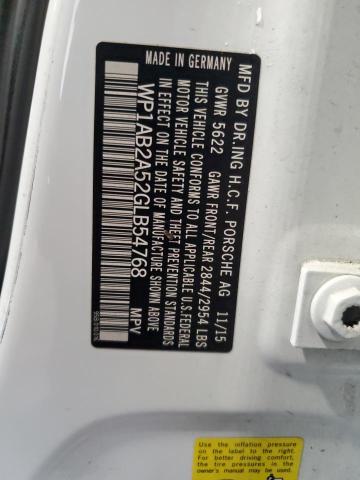 MFD BY DR.ING H.C.F. PORSCHE AG 11/15
GVWR 5622 GAWR FRONT/REAR 2844/2954 LBS
MOTOR VEHICLE SAFETY AND THEFT PREVENTION STANDARDS
IN EFFECT ON THE DATE OF MANUFACTURE SHOWN ABOVE
THIS VEHICLE CONFORMS TO ALL APPLICABLE U.S.FEDERAL
WP1AB2A52GLB54768 MPV
MADE IN GERMANY
Use the inflation pressure on
label to the right.
For better driving comfort
the tire pressures in the
owner's manual may be used.